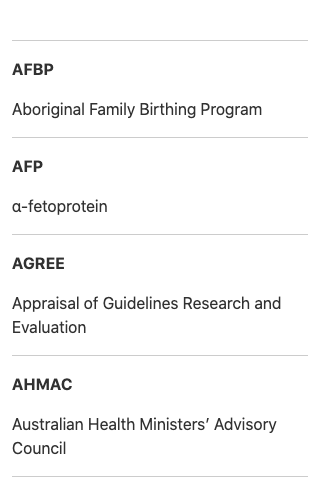 AFBP
Aboriginal Family Birthing Program
AFP
α-fetoprotein
AGREE
Appraisal of Guidelines Research and
Evaluation
AHMAC
Australian Health Ministers’ Advisory
Council